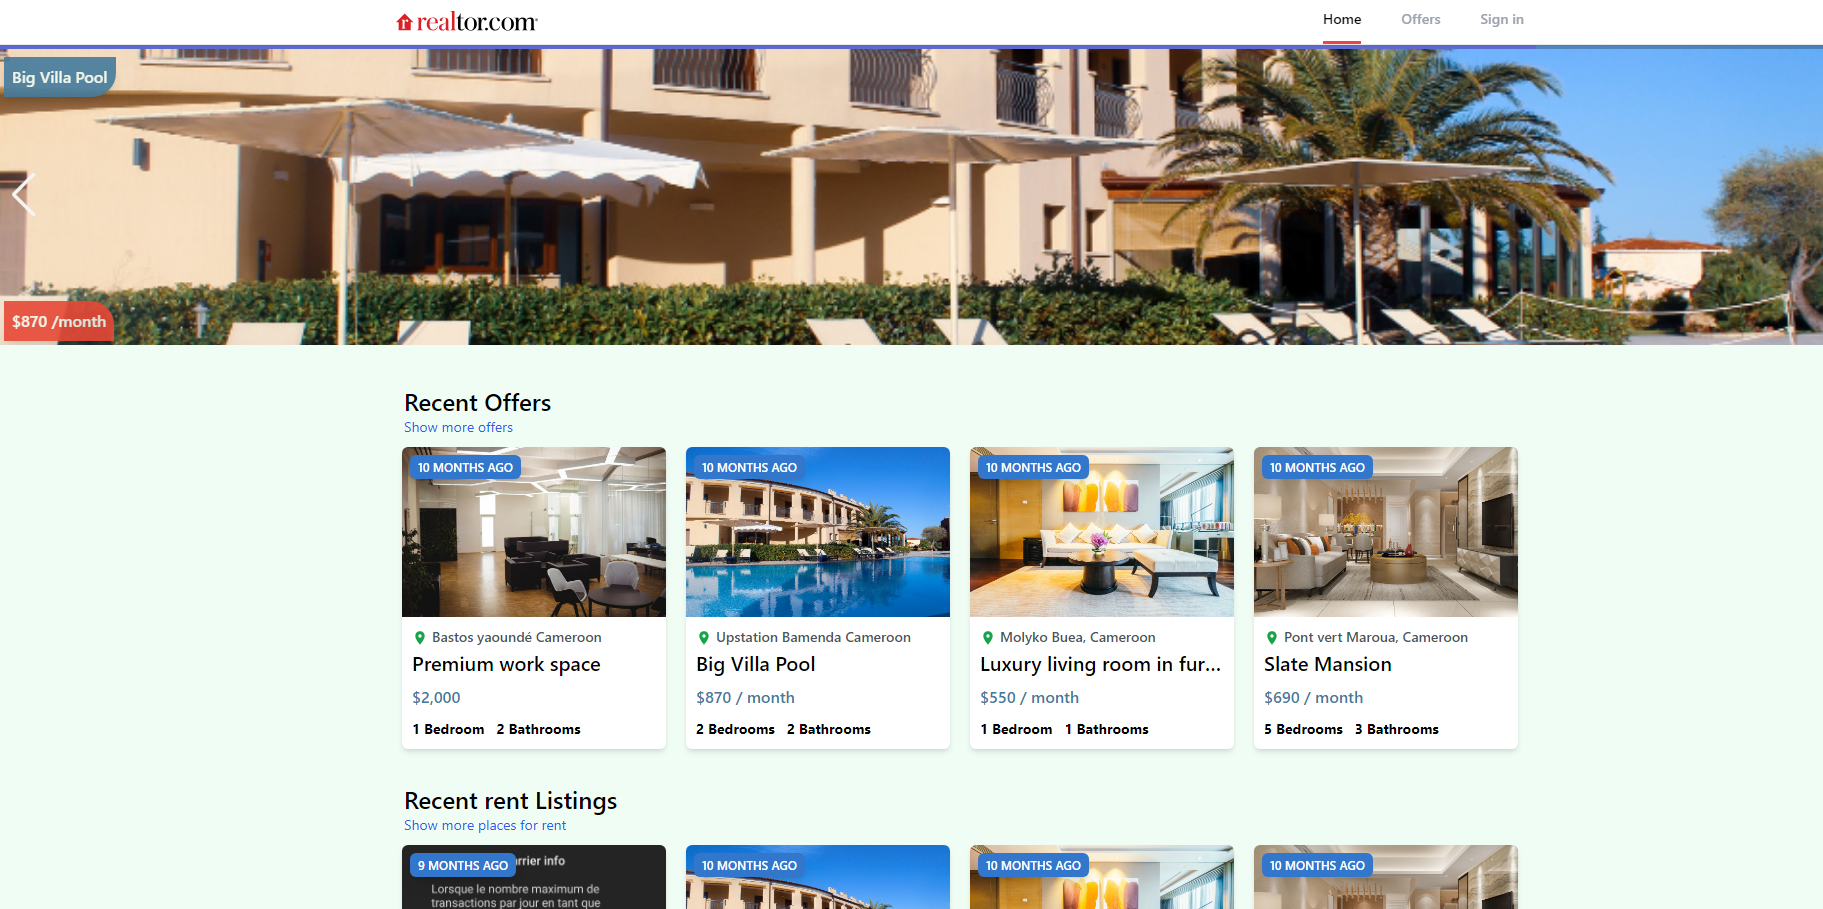 realtor.com
Home
Offers
Sign in
Big Villa Pool
$870 /month
Recent Offers
Show more offers
10 MONTHS AGO
Bastos yaoundé Cameroon
Premium work space
$2,000
1 Bedroom 2 Bathrooms
10 MONTHS AGO
Upstation Bamenda Cameroon
Big Villa Pool
$870 / month
2 Bedrooms 2 Bathrooms
10 MONTHS AGO
Molyko Buea, Cameroon
Luxury living room in fur...
$550 / month
1 Bedroom 1 Bathrooms
10 MONTHS AGO
Pont vert Maroua, Cameroon
Slate Mansion
$690 / month
5 Bedrooms 3 Bathrooms
Recent rent Listings
Show more places for rent
9 MONTHS AGO
rrier info
Lorsque le nombre maximum de
transactions par jour en tant que
10 MONTHS AGO
10 MONTHS AGO
10 MONTHS AGO